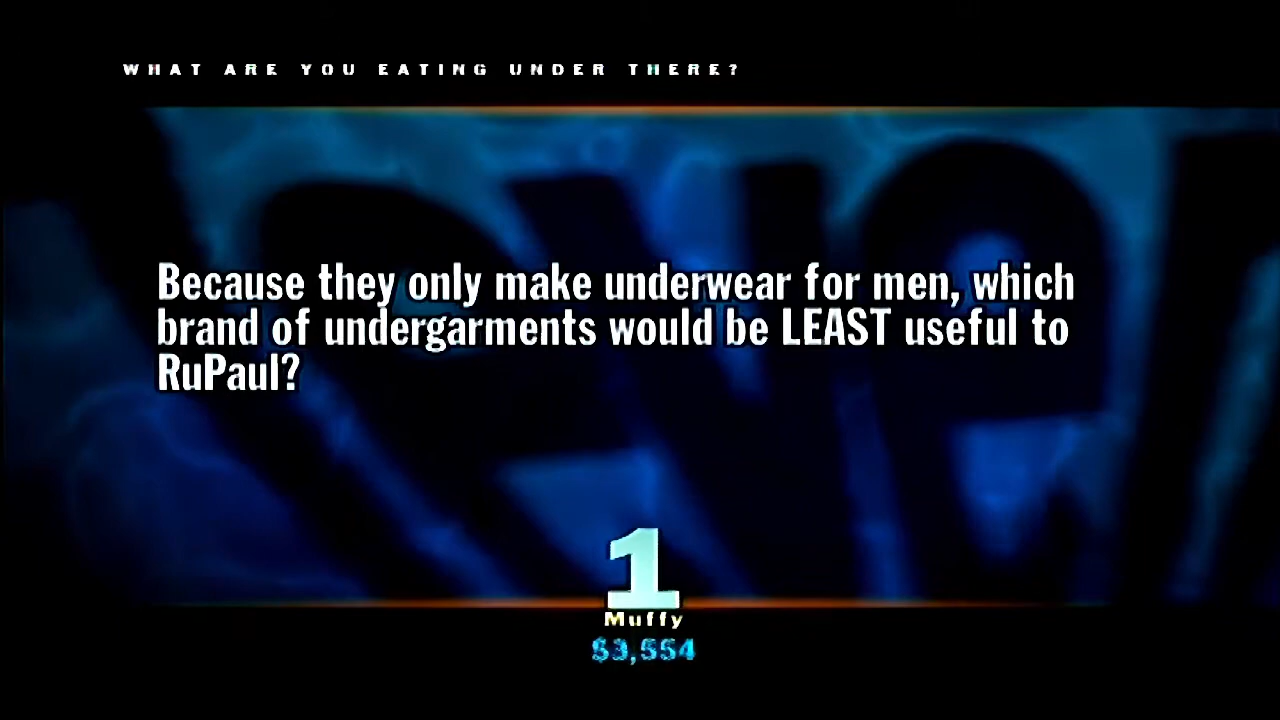 WHAT ARE YOU EATING UNDER THERE?
Because they only make underwear for men, which
brand of undergarments would be LEAST useful to
RuPaul?
1
Muffy
$3,554